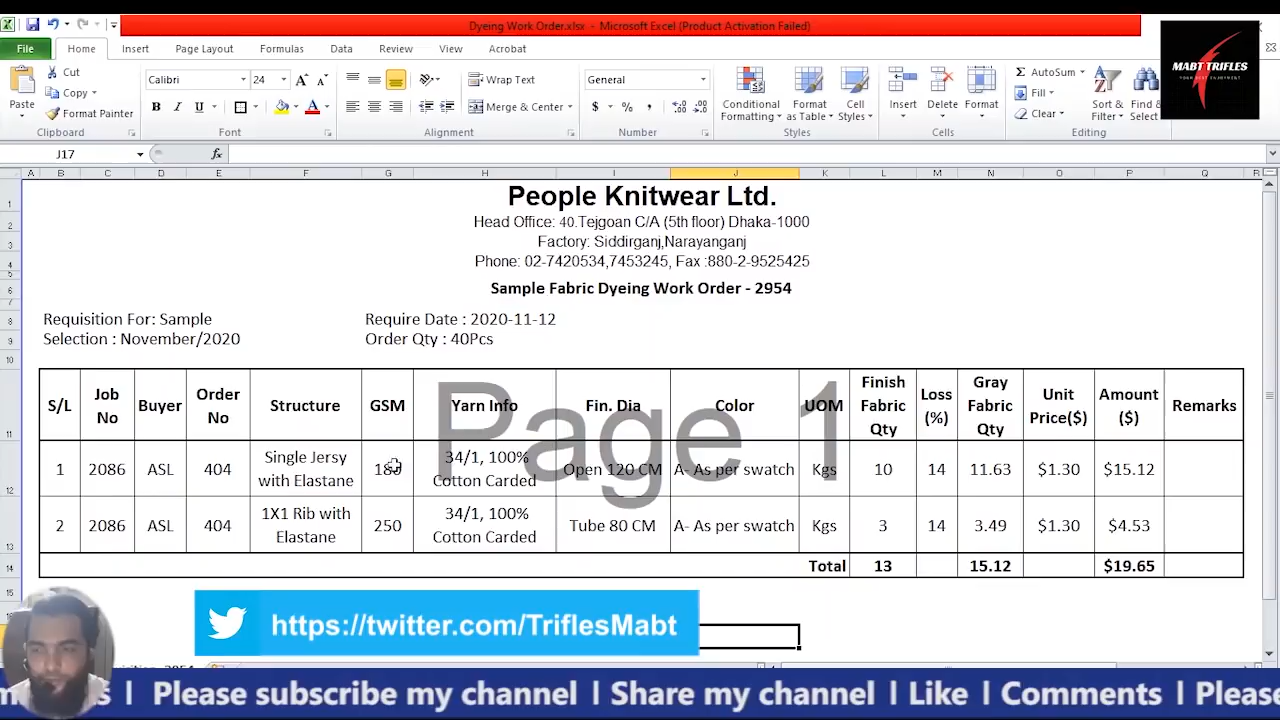 Dyeing Work Order.xlsx - Microsoft Excel (Product Activation Failed)
File Home Insert Page Layout Formulas Data Review View Acrobat
MABT TRIFLES
Paste
Cut
Copy
Format Painter
Clipboard
Calibri 24
B I U
Font
Wrap Text
Merge & Center
Alignment
General
$ % ,
Number
Conditional Formatting
Format as Table
Cell Styles
Styles
Insert Delete Format
Cells
AutoSum
Fill
Clear
Sort & Filter
Find & Select
Editing
J17 fx
A B C D E F G H I J K L M N O P Q R
People Knitwear Ltd.
Head Office: 40.Tejgoan C/A (5th floor) Dhaka-1000
Factory: Siddirganj,Narayanganj
Phone: 02-7420534,7453245, Fax :880-2-9525425
Sample Fabric Dyeing Work Order - 2954
Requisition For: Sample Require Date : 2020-11-12
Selection : November/2020 Order Qty : 40Pcs
Page 1
S/L Job No Buyer Order No Structure GSM Yarn Info Fin. Dia Color UOM Finish Fabric Qty Loss (%) Gray Fabric Qty Unit Price($) Amount ($) Remarks
1 2086 ASL 404 Single Jersy with Elastane 34/1, 100% Cotton Carded Open 120 CM A- As per swatch Kgs 10 14 11.63 $1.30 $15.12
2 2086 ASL 404 1X1 Rib with Elastane 250 34/1, 100% Cotton Carded Tube 80 CM A- As per swatch Kgs 3 14 3.49 $1.30 $4.53
Total 13 15.12 $19.65
https://twitter.com/TriflesMabt
Please subscribe my channel l Share my channel l Like l Comments l Please